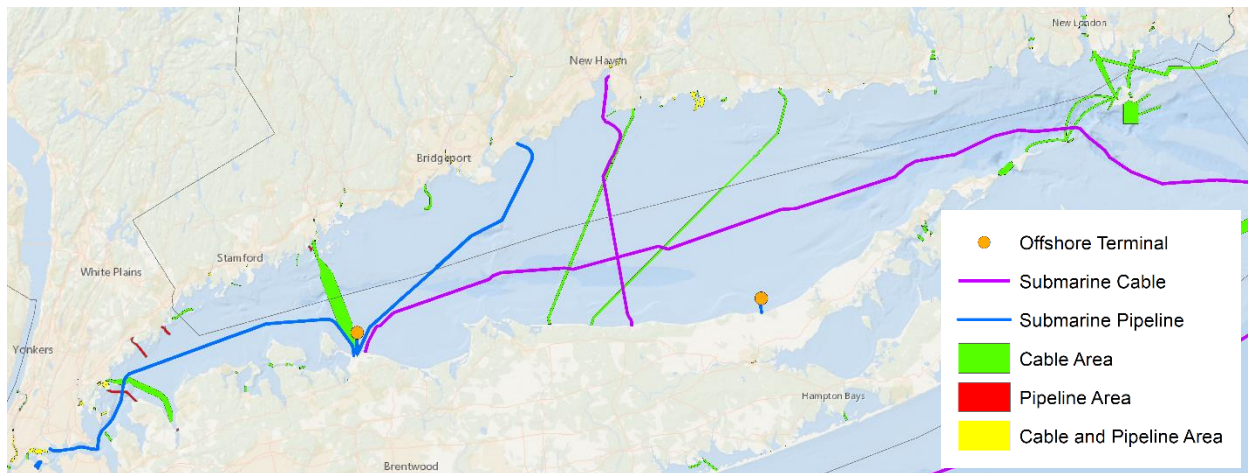 New London
New Haven
Bridgeport
Stamford
White Plains
Yonkers
Hampton Bays
Brentwood
Offshore Terminal
Submarine Cable
Submarine Pipeline
Cable Area
Pipeline Area
Cable and Pipeline Area